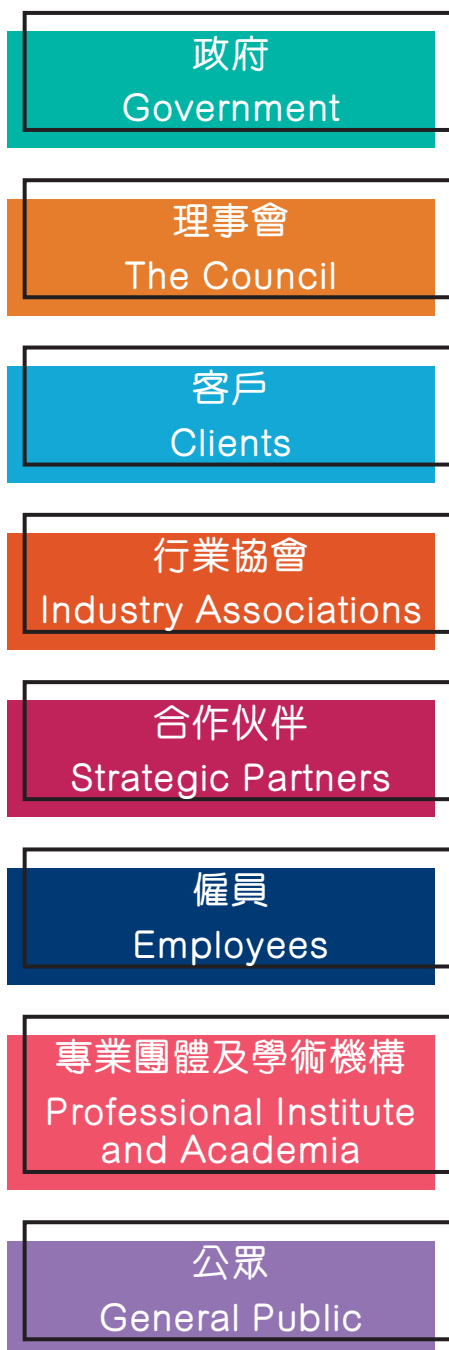 政府
Government
理事會
The Council
客戶
Clients
行業協會
Industry Associations
合作伙伴
Strategic Partners
僱員
Employees
專業團體及學術機構
Professional Institute
and Academia
公眾
General Public